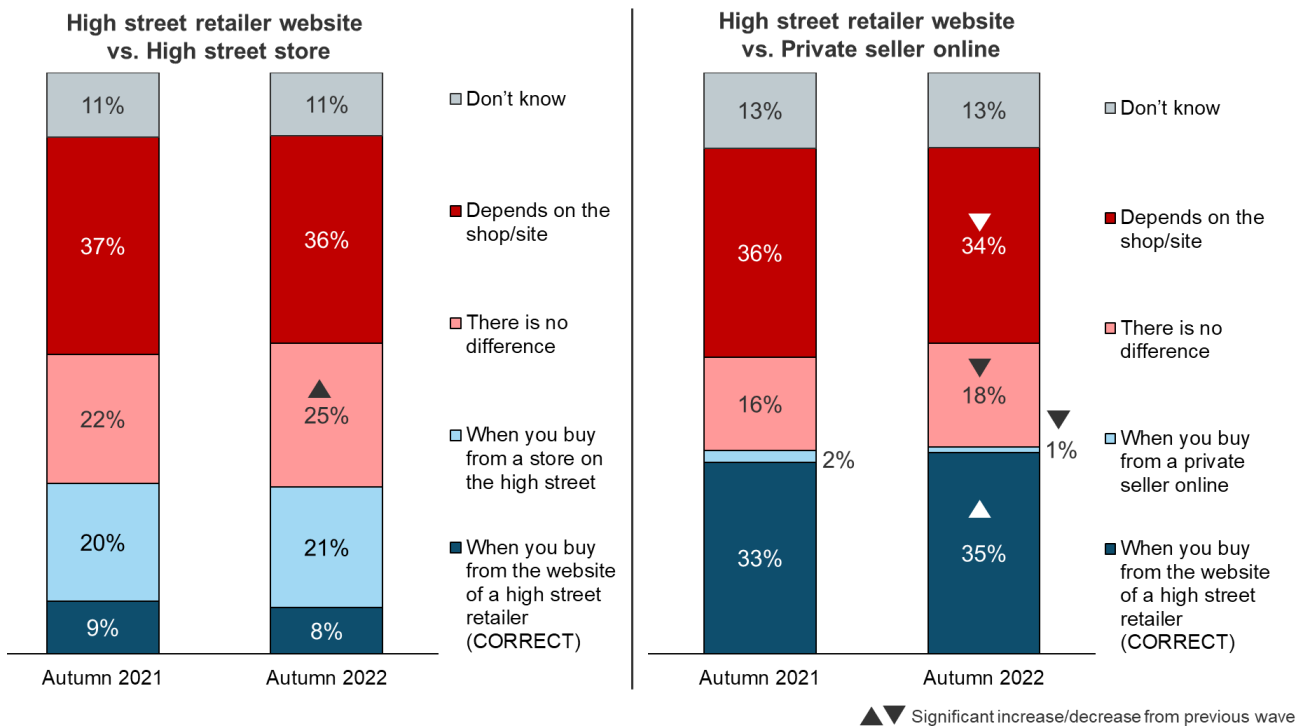 High street retailer website
vs. High street store
11%
37%
22%
20%
9%
Autumn 2021
11%
36%
▲
25%
21%
8%
Autumn 2022
Don't know
Depends on the
shop/site
There is no
difference
When you buy
from a store on
the high street
When you buy
from the website
of a high street
retailer
(CORRECT)
High street retailer website
vs. Private seller online
13%
36%
16%
2%
33%
Autumn 2021
13%
▼
34%
▼
18%
▼
1%
▲
35%
Autumn 2022
Don't know
Depends on the
shop/site
There is no
difference
When you buy
from a private
seller online
When you buy
from the website
of a high street
retailer
(CORRECT)
▲▼ Significant increase/decrease from previous wave